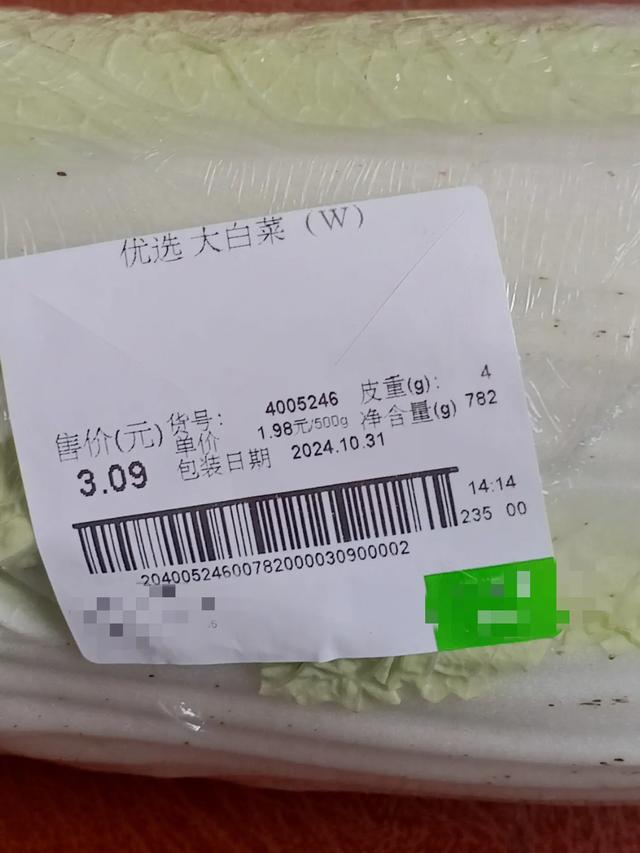 优选 大白菜（W）
货号: 4005246 皮重(g): 4
售价(元) 单价 1.98元/500g 净含量(g) 782
3.09 包装日期 2024.10.31
14:14
235 00
2040052460078200003090002